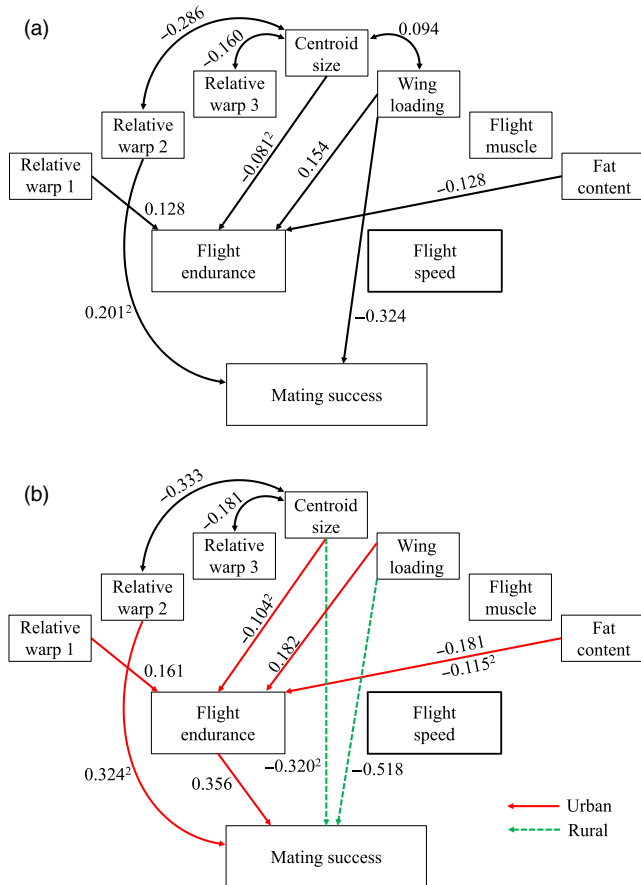 (a)
−0.286
−0.160
Centroid
size
0.094
Relative
warp 3
Wing
loading
Relative
warp 2
Flight
muscle
Relative
warp 1
Fat
content
−0.081²
0.154
−0.128
0.128
Flight
endurance
Flight
speed
0.201²
−0.324
Mating success
(b)
−0.333
−0.181
Centroid
size
Relative
warp 3
Wing
loading
Relative
warp 2
Flight
muscle
Relative
warp 1
Fat
content
−0.104²
0.182
−0.181
−0.115²
0.161
Flight
endurance
Flight
speed
0.324²
0.356
−0.320²
−0.518
Urban
Rural
Mating success